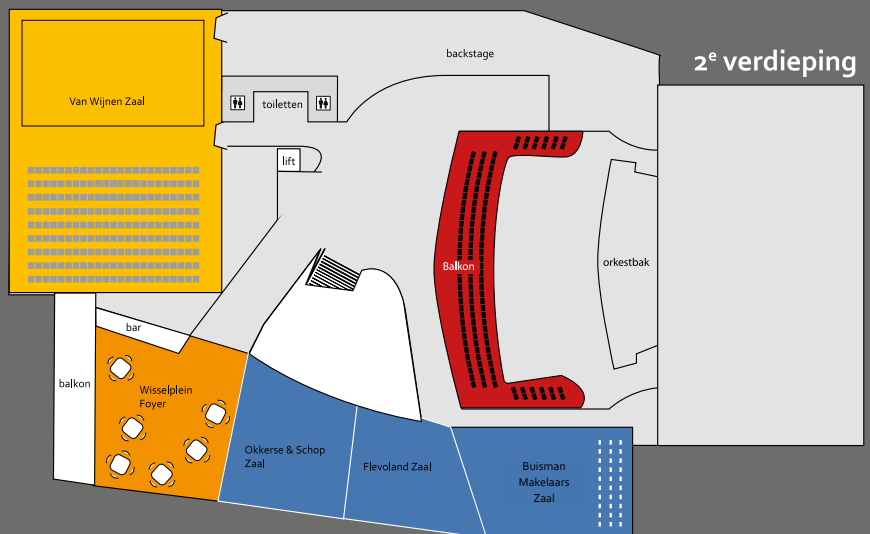 backstage
2e verdieping
Van Wijnen Zaal
toiletten
lift
Balkon
orkestbak
bar
balkon
Wisselplein
Foyer
Okkerse & Schop
Zaal
Flevoland Zaal
Buisman
Makelaars
Zaal